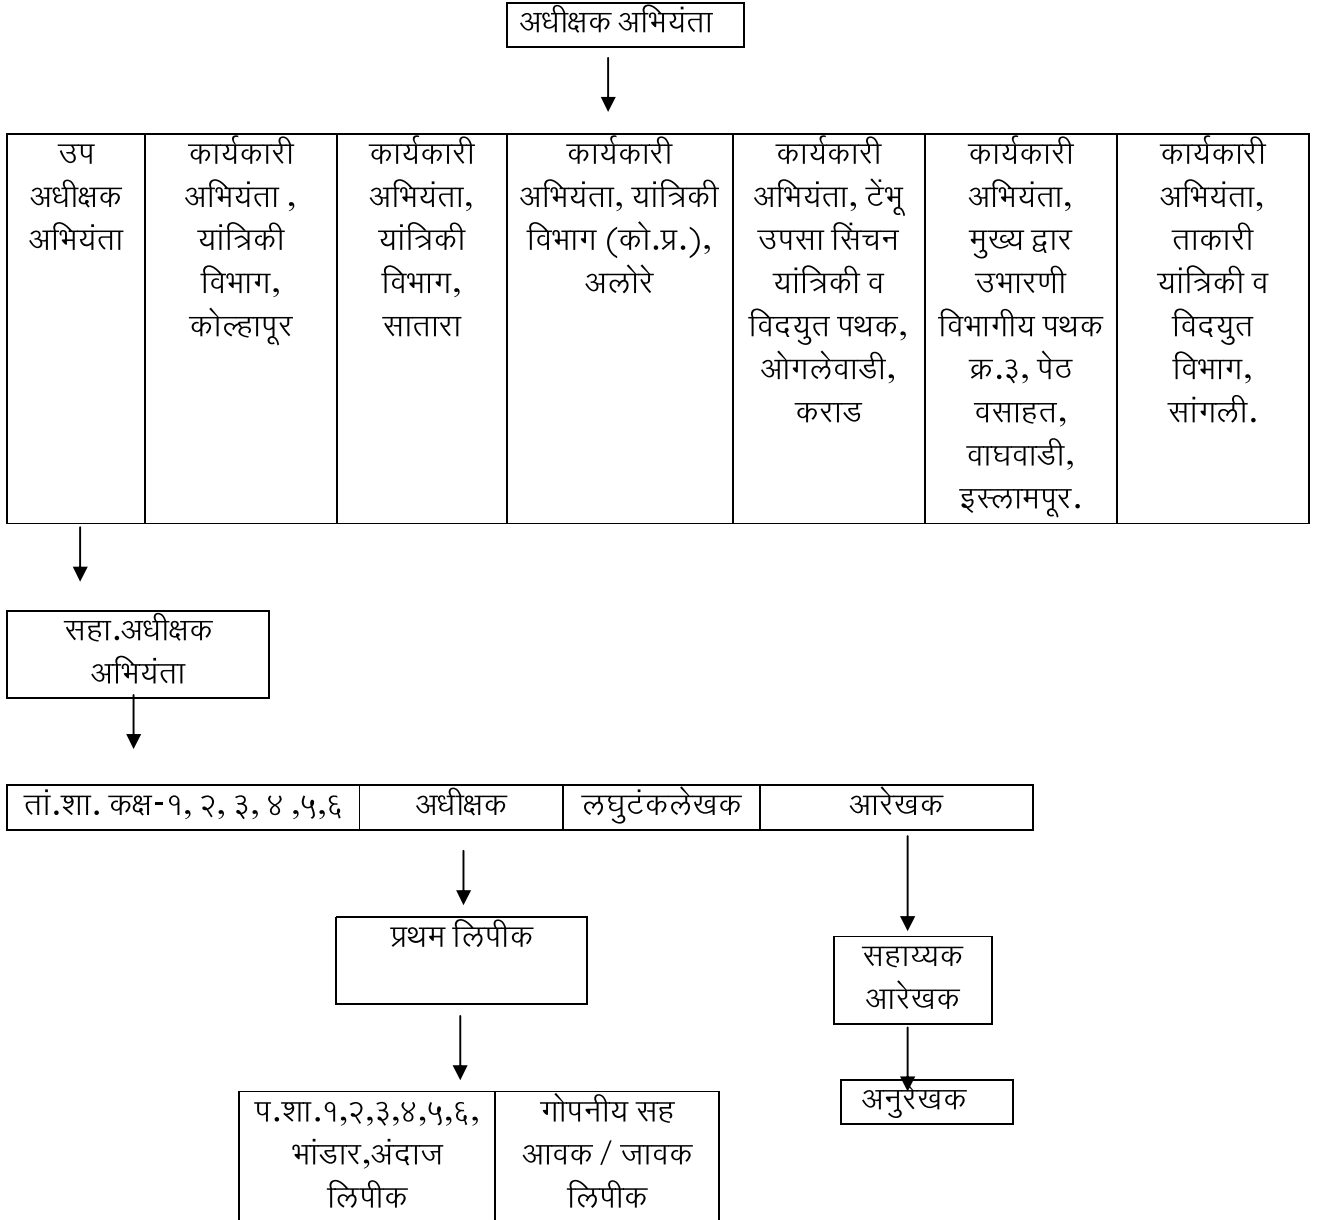 अधीक्षक अभियंता
उप
अधीक्षक
अभियंता
कार्यकारी
अभियंता ,
यांत्रिकी
विभाग,
कोल्हापूर
कार्यकारी
अभियंता,
यांत्रिकी
विभाग,
सातारा
कार्यकारी
अभियंता, यांत्रिकी
विभाग (को.प्र.),
अलोरे
कार्यकारी
अभियंता, टेंभू
उपसा सिंचन
यांत्रिकी व
विदयुत पथक,
ओगलेवाडी,
कराड
कार्यकारी
अभियंता,
मुख्य द्वार
उभारणी
विभागीय पथक
क्र.३, पेठ
वसाहत,
वाघवाडी,
इस्लामपूर.
कार्यकारी
अभियंता,
ताकारी
यांत्रिकी व
विदयुत
विभाग,
सांगली.
सहा.अधीक्षक
अभियंता
तां.शा. कक्ष-१, २, ३, ४ ,५,६
अधीक्षक
लघुटंकलेखक
आरेखक
प्रथम लिपीक
सहाय्यक
आरेखक
अनुरेखक
प.शा.१,२,३,४,५,६,
भांडार,अंदाज
लिपीक
गोपनीय सह
आवक / जावक
लिपीक